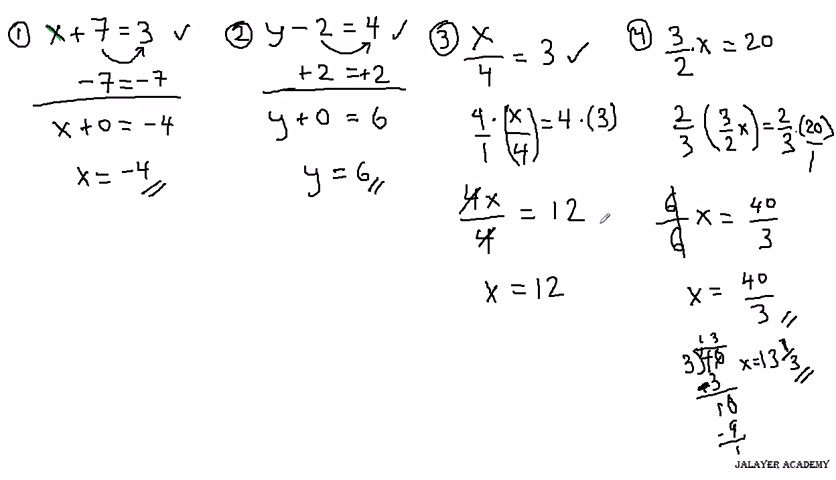 ① x + 7 = 3 ✓
- 7 = - 7
x + 0 = -4
x = -4
② y - 2 = 4 ✓
+ 2 = + 2
y + 0 = 6
y = 6
③ x/4 = 3 ✓
4/1 · (x/4) = 4 · (3)
4x/4 = 12
x = 12
④ 3/2 · x = 20
2/3 (3/2 x) = 2/3 · (20)/1
6/6 x = 40/3
x = 40/3
13
3 40 x = 13 1/3
-3
10
-9
1
JALAYER ACADEMY